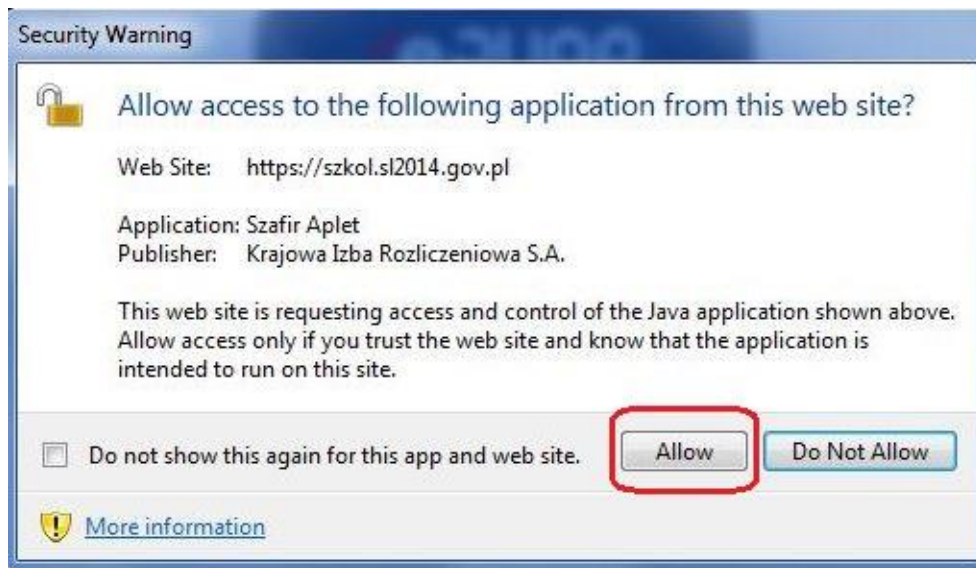 Security Warning
Allow access to the following application from this web site?
Web Site: https://szkol.sl2014.gov.pl
Application: Szafir Aplet
Publisher: Krajowa Izba Rozliczeniowa S.A.
This web site is requesting access and control of the Java application shown above.
Allow access only if you trust the web site and know that the application is
intended to run on this site.
Do not show this again for this app and web site. Allow Do Not Allow
More information